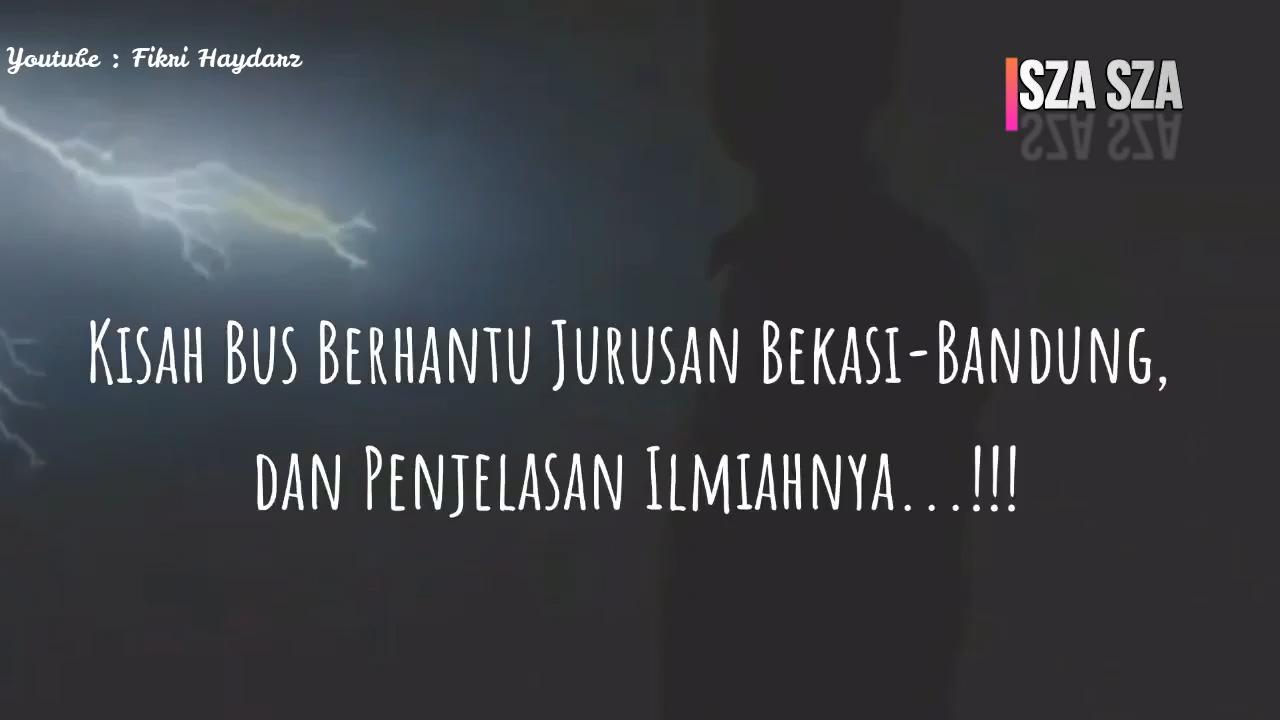 Youtube : Fikri Haydarz
SZA SZA
Kisah Bus Berhantu Jurusan Bekasi-Bandung,
dan Penjelasan Ilmiahnya...!!!